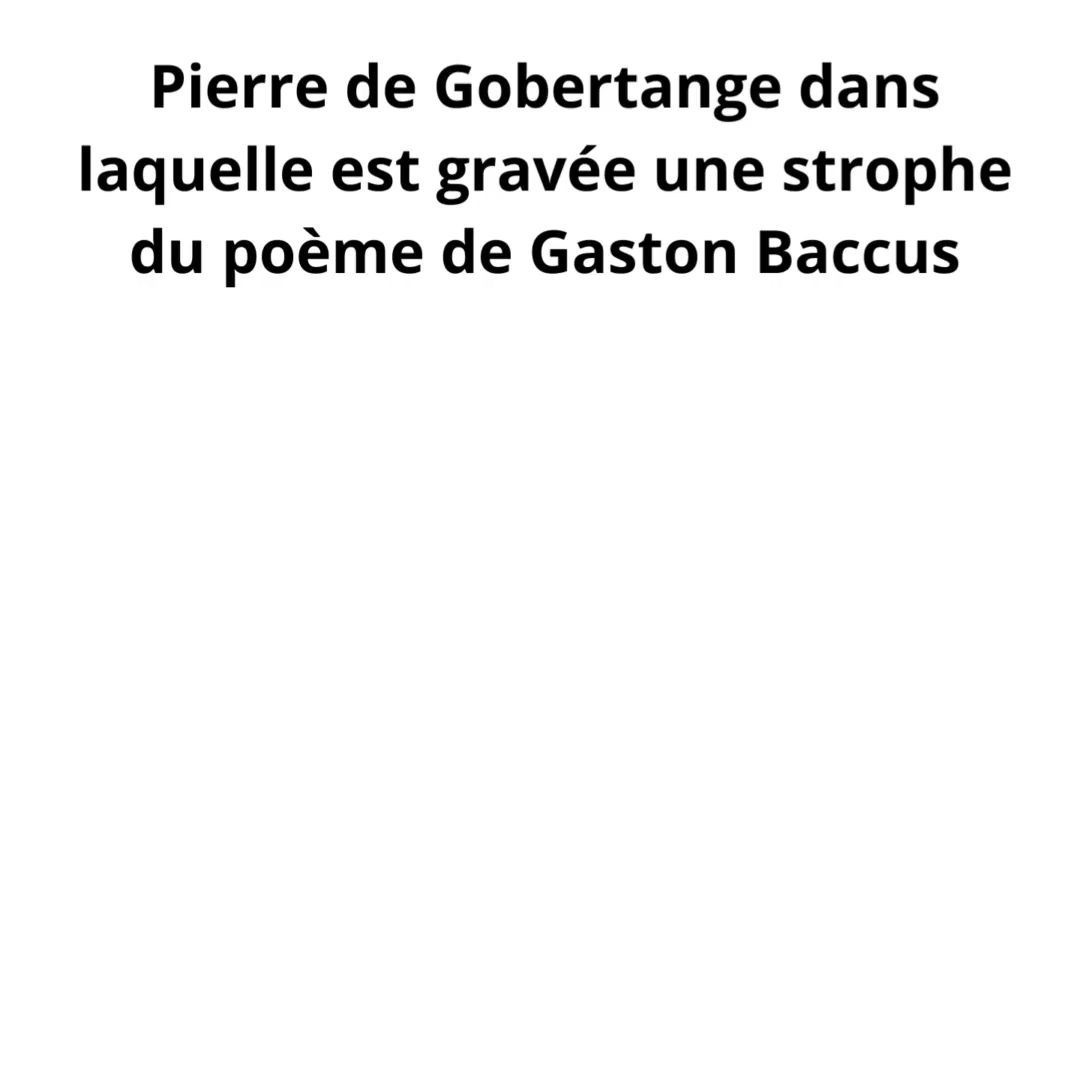 Pierre de Gobertange dans
laquelle est gravée une strophe
du poème de Gaston Baccus